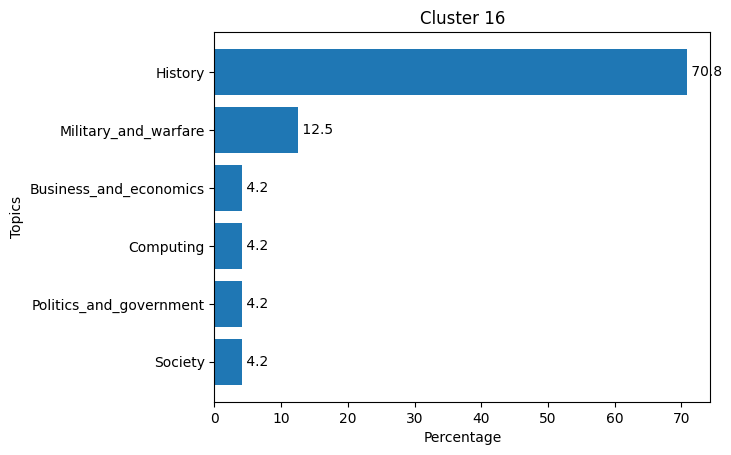 Cluster 16
Topics
History 70.8
Military_and_warfare 12.5
Business_and_economics 4.2
Computing 4.2
Politics_and_government 4.2
Society 4.2
0 10 20 30 40 50 60 70
Percentage